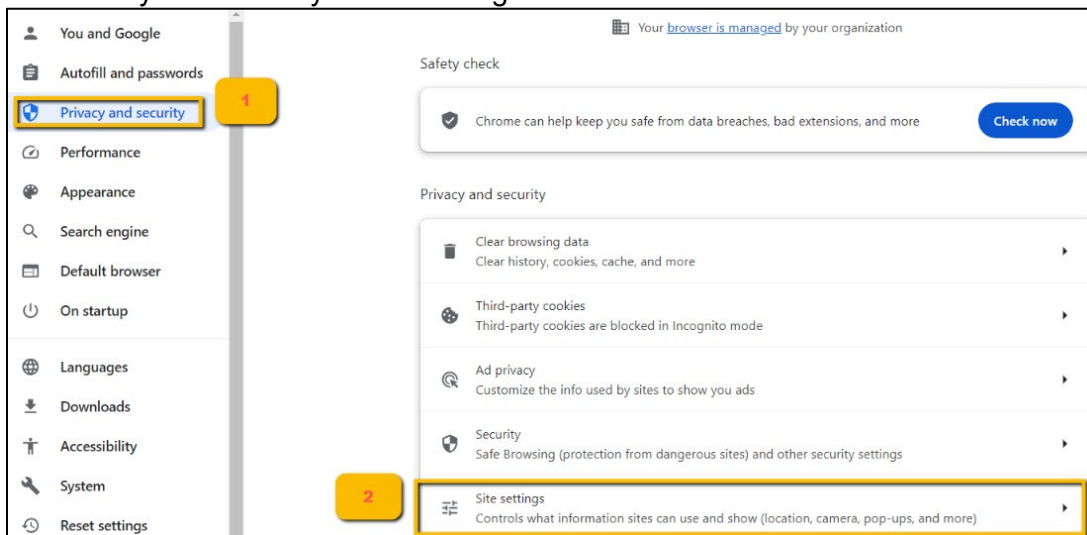 You and Google
Autofill and passwords
Privacy and security
1
Performance
Appearance
Search engine
Default browser
On startup
Languages
Downloads
Accessibility
System
Reset settings
Your browser is managed by your organization
Safety check
Chrome can help keep you safe from data breaches, bad extensions, and more
Check now
Privacy and security
Clear browsing data
Clear history, cookies, cache, and more
Third-party cookies
Third-party cookies are blocked in Incognito mode
Ad privacy
Customize the info used by sites to show you ads
Security
Safe Browsing (protection from dangerous sites) and other security settings
2
Site settings
Controls what information sites can use and show (location, camera, pop-ups, and more)